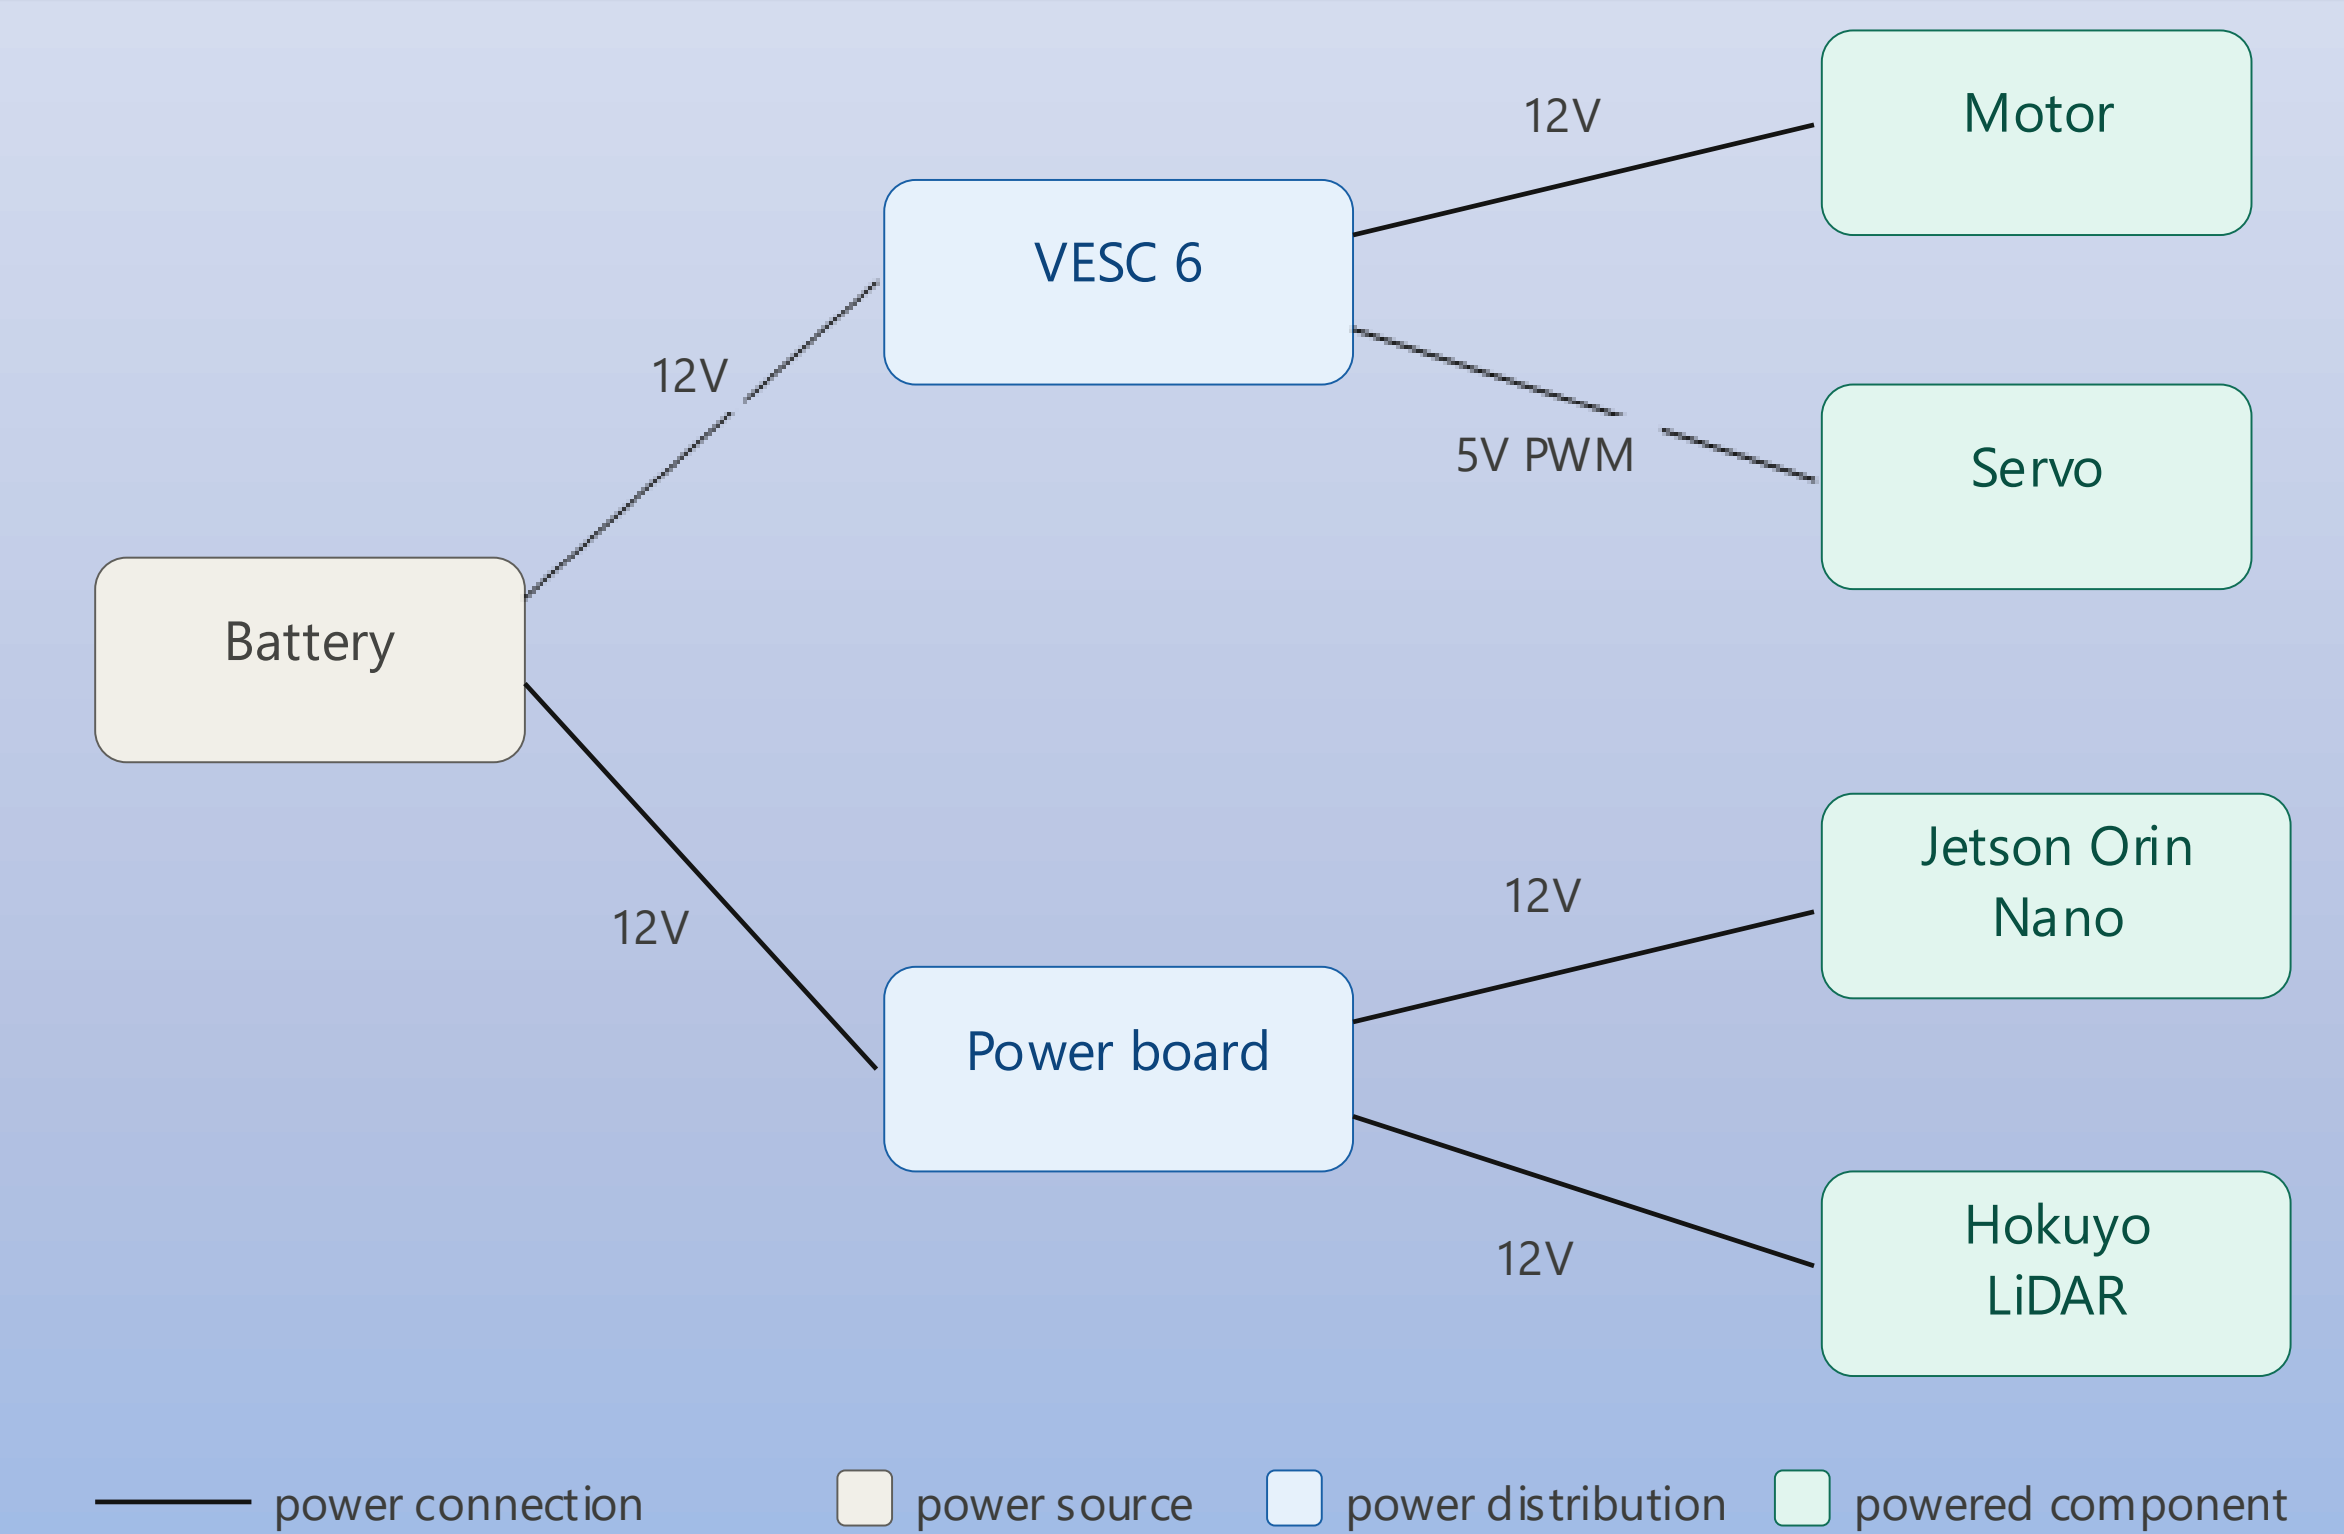 Motor
12V
VESC 6
12V
5V PWM
Servo
Battery
Jetson Orin
Nano
12V
12V
Power board
Hokuyo
LiDAR
12V
power connection
power source
power distribution
powered component